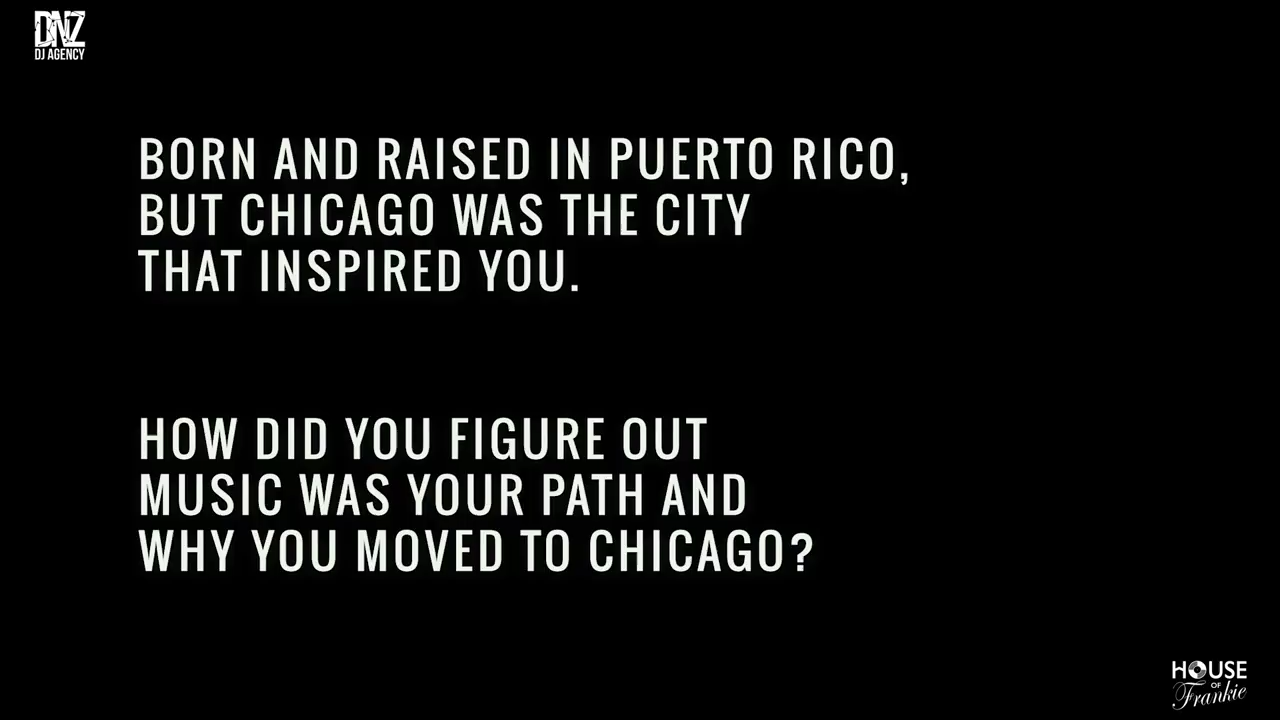 DNZ
DJ AGENCY
BORN AND RAISED IN PUERTO RICO,
BUT CHICAGO WAS THE CITY
THAT INSPIRED YOU.
HOW DID YOU FIGURE OUT
MUSIC WAS YOUR PATH AND
WHY YOU MOVED TO CHICAGO?
HOUSE
OF
Frankie